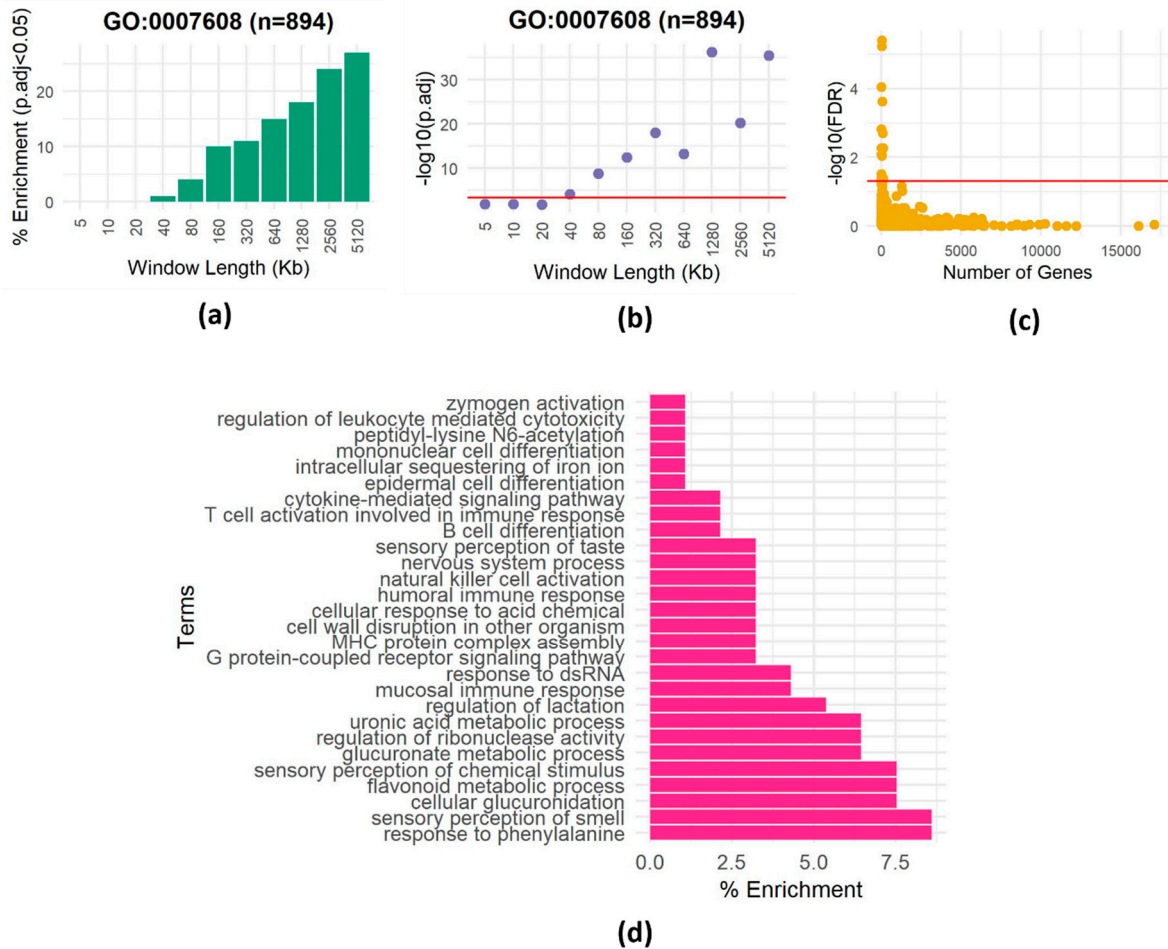 GO:0007608 (n=894)
% Enrichment (p.adj<0.05)
20
10
0
5
10
20
40
80
160
320
640
1280
2560
5120
Window Length (Kb)
(a)
GO:0007608 (n=894)
-log10(p.adj)
30
20
10
5
10
20
40
80
160
320
640
1280
2560
5120
Window Length (Kb)
(b)
-log10(FDR)
4
2
0
0
5000
10000
15000
Number of Genes
(c)
Terms
zymogen activation
regulation of leukocyte mediated cytotoxicity
peptidyl-lysine N6-acetylation
mononuclear cell differentiation
intracellular sequestering of iron ion
epidermal cell differentiation
cytokine-mediated signaling pathway
T cell activation involved in immune response
B cell differentiation
sensory perception of taste
nervous system process
natural killer cell activation
humoral immune response
cellular response to acid chemical
cell wall disruption in other organism
MHC protein complex assembly
G protein-coupled receptor signaling pathway
response to dsRNA
mucosal immune response
regulation of lactation
uronic acid metabolic process
regulation of ribonuclease activity
glucuronate metabolic process
sensory perception of chemical stimulus
flavonoid metabolic process
cellular glucuronidation
sensory perception of smell
response to phenylalanine
0.0
2.5
5.0
7.5
% Enrichment
(d)